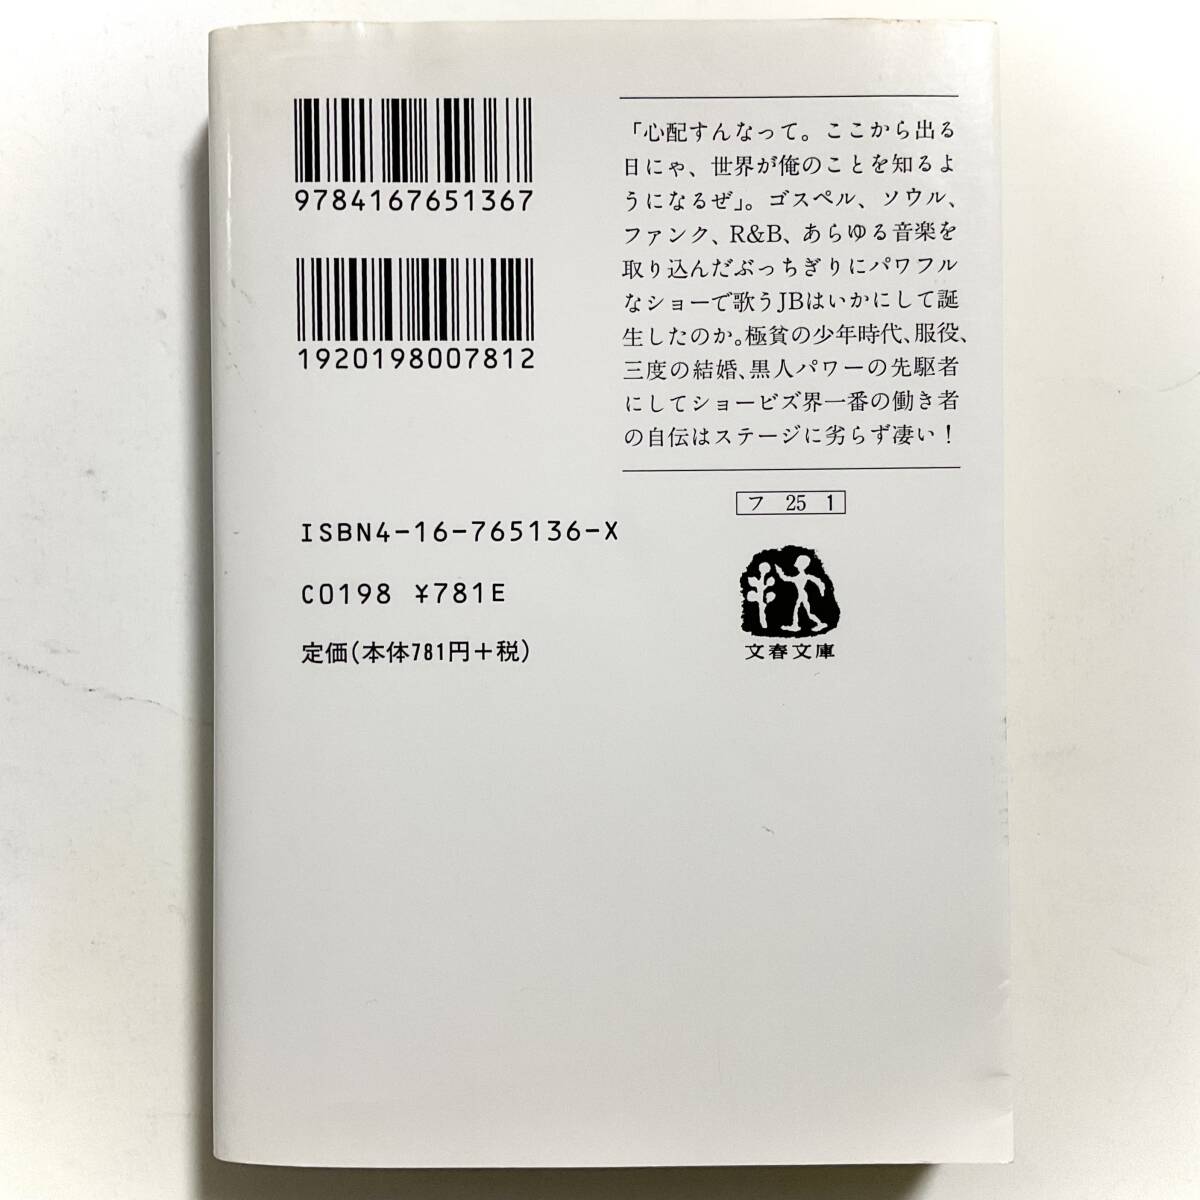 9784167651367
1920198007812
「心配すんなって。ここから出る
日にゃ、世界が俺のことを知るよ
うになるぜ」。ゴスペル、ソウル、
ファンク、R&B、あらゆる音楽を
取り込んだぶっちぎりにパワフル
なショーで歌うJBはいかにして誕
生したのか。極貧の少年時代、服役、
三度の結婚、黒人パワーの先駆者
にしてショービズ界一番の働き者
の自伝はステージに劣らず凄い！
フ 25 1
文春文庫
ISBN4-16-765136-X
C0198 ¥781E
定価(本体781円+税)